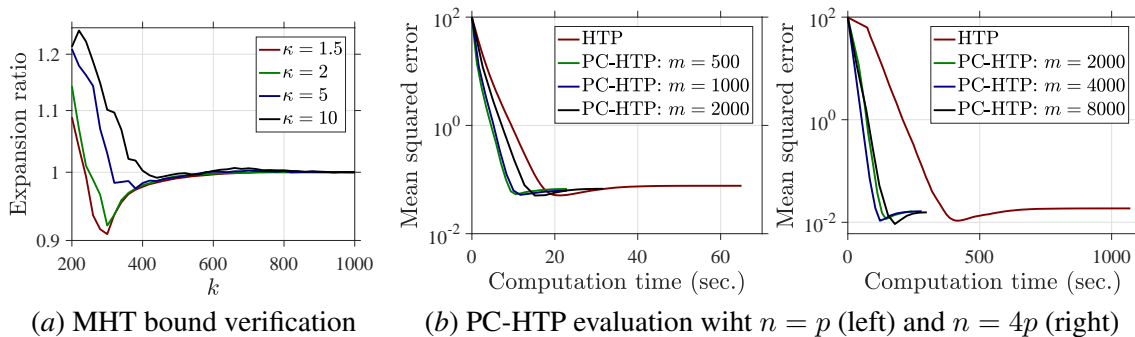 Expansion ratio
1.2
1.1
1
0.9
200 400 600 800 1000
k
κ = 1.5
κ = 2
κ = 5
κ = 10
(a) MHT bound verification
Mean squared error
10^2
10^0
10^-2
0 20 40 60
Computation time (sec.)
HTP
PC-HTP: m = 500
PC-HTP: m = 1000
PC-HTP: m = 2000
Mean squared error
10^2
10^0
10^-2
0 500 1000
Computation time (sec.)
HTP
PC-HTP: m = 2000
PC-HTP: m = 4000
PC-HTP: m = 8000
(b) PC-HTP evaluation wiht n = p (left) and n = 4p (right)